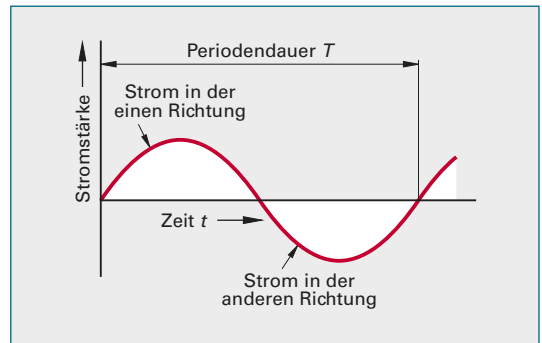 Periodendauer T
Strom in der
einen Richtung
Stromstärke
Zeit t
Strom in der
anderen Richtung